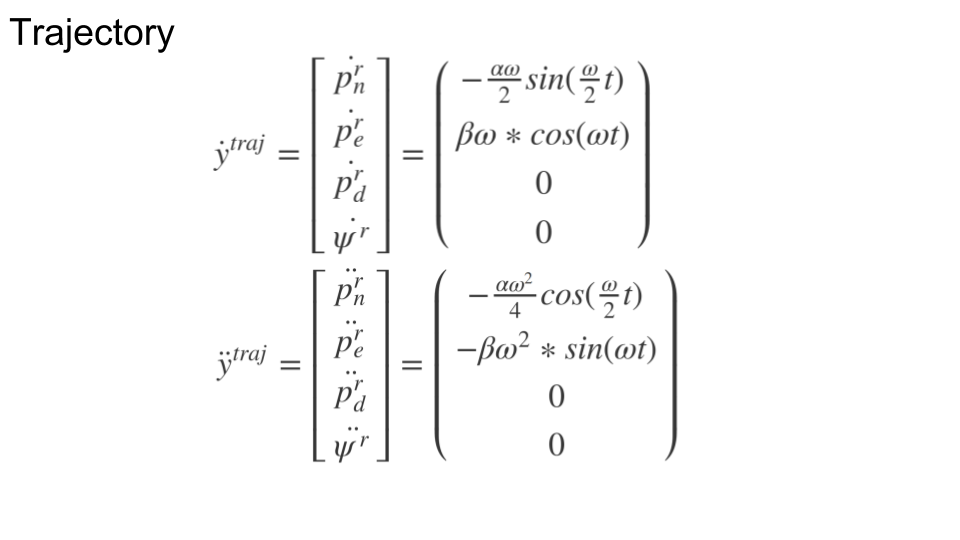 Trajectory
$\dot{y}^{traj} = \begin{bmatrix} \dot{p_n^r} \\ \dot{p_e^r} \\ \dot{p_d^r} \\ \dot{\psi^r} \end{bmatrix} = \begin{pmatrix} -\frac{\alpha\omega}{2} sin(\frac{\omega}{2}t) \\ \beta\omega * cos(\omega t) \\ 0 \\ 0 \end{pmatrix}$
$\ddot{y}^{traj} = \begin{bmatrix} \ddot{p_n^r} \\ \ddot{p_e^r} \\ \ddot{p_d^r} \\ \ddot{\psi^r} \end{bmatrix} = \begin{pmatrix} -\frac{\alpha\omega^2}{4} cos(\frac{\omega}{2}t) \\ -\beta\omega^2 * sin(\omega t) \\ 0 \\ 0 \end{pmatrix}$